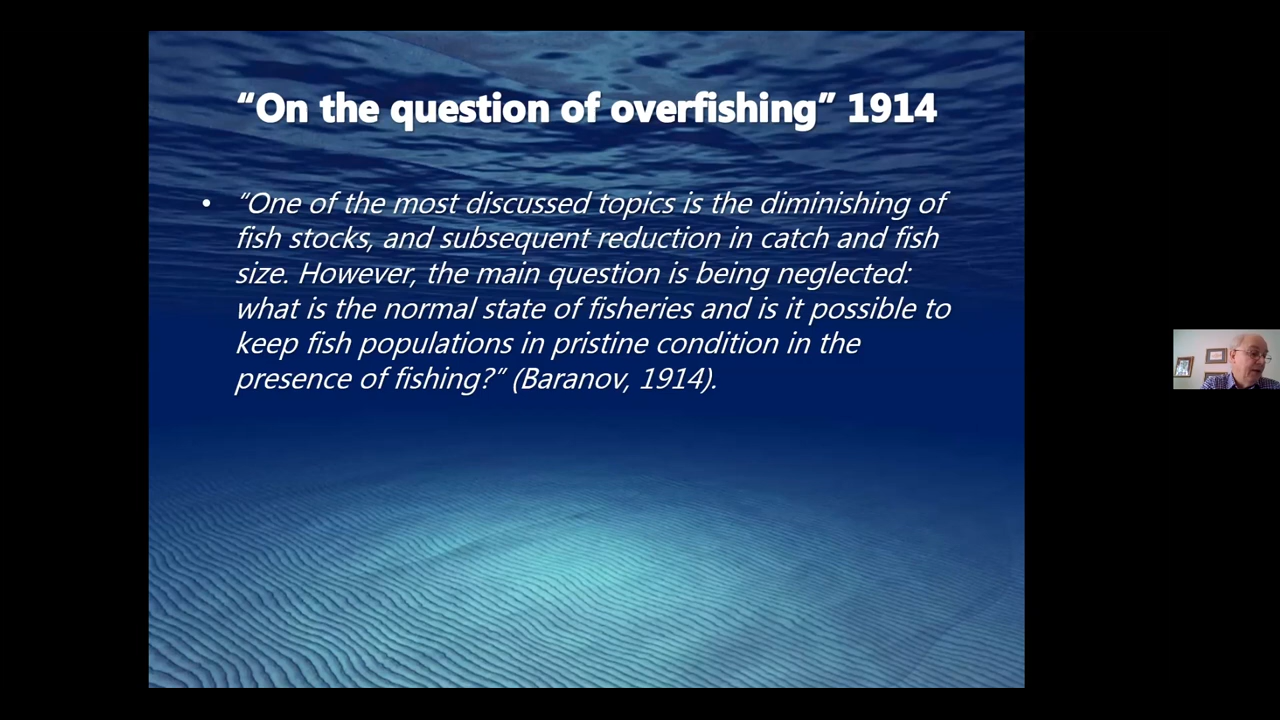 “On the question of overfishing” 1914
• “One of the most discussed topics is the diminishing of
fish stocks, and subsequent reduction in catch and fish
size. However, the main question is being neglected:
what is the normal state of fisheries and is it possible to
keep fish populations in pristine condition in the
presence of fishing?” (Baranov, 1914).